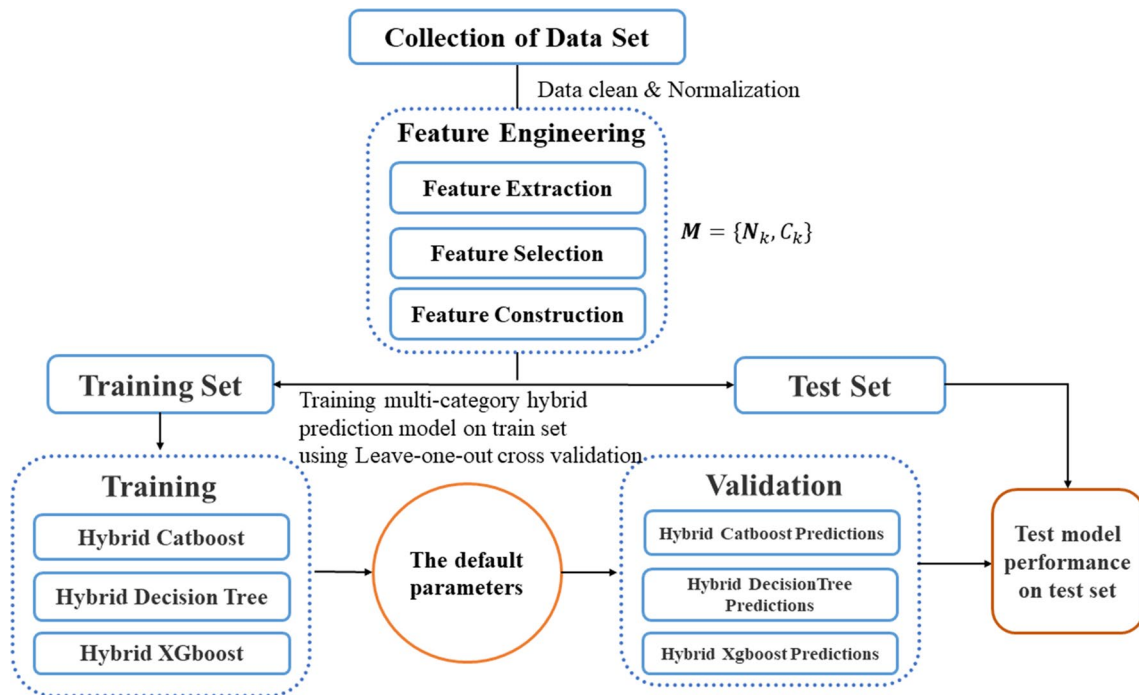 Collection of Data Set
Data clean & Normalization
Feature Engineering
Feature Extraction
Feature Selection
Feature Construction
M = {N_k, C_k}
Training Set
Test Set
Training multi-category hybrid
prediction model on train set
using Leave-one-out cross validation
Training
Hybrid Catboost
Hybrid Decision Tree
Hybrid XGboost
The default
parameters
Validation
Hybrid Catboost Predictions
Hybrid DecisionTree
Predictions
Hybrid Xgboost Predictions
Test model
performance
on test set